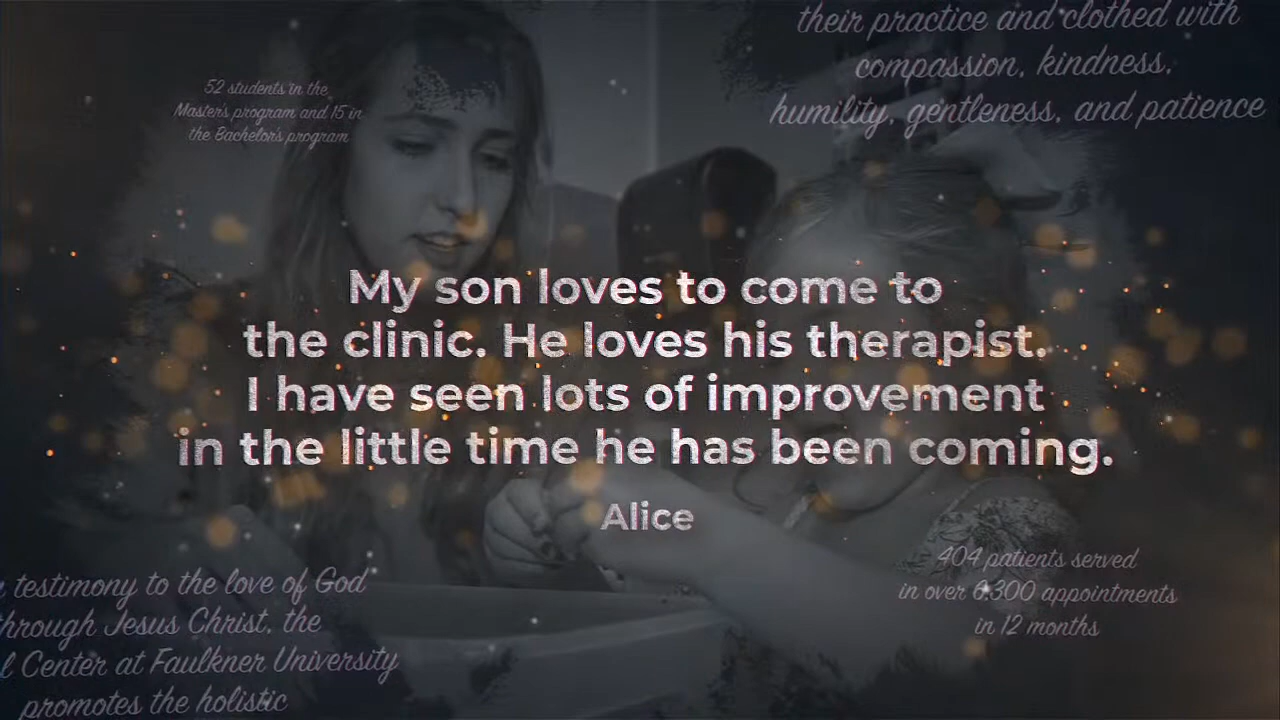 their practice and clothed with
compassion, kindness,
humility, gentleness, and patience
52 students in the
Master's program and 15 in
the Bachelor's program
My son loves to come to
the clinic. He loves his therapist.
I have seen lots of improvement
in the little time he has been coming.
Alice
404 patients served
in over 6,300 appointments
in 12 months
testimony to the love of God
through Jesus Christ, the
Center at Faulkner University
promotes the holistic